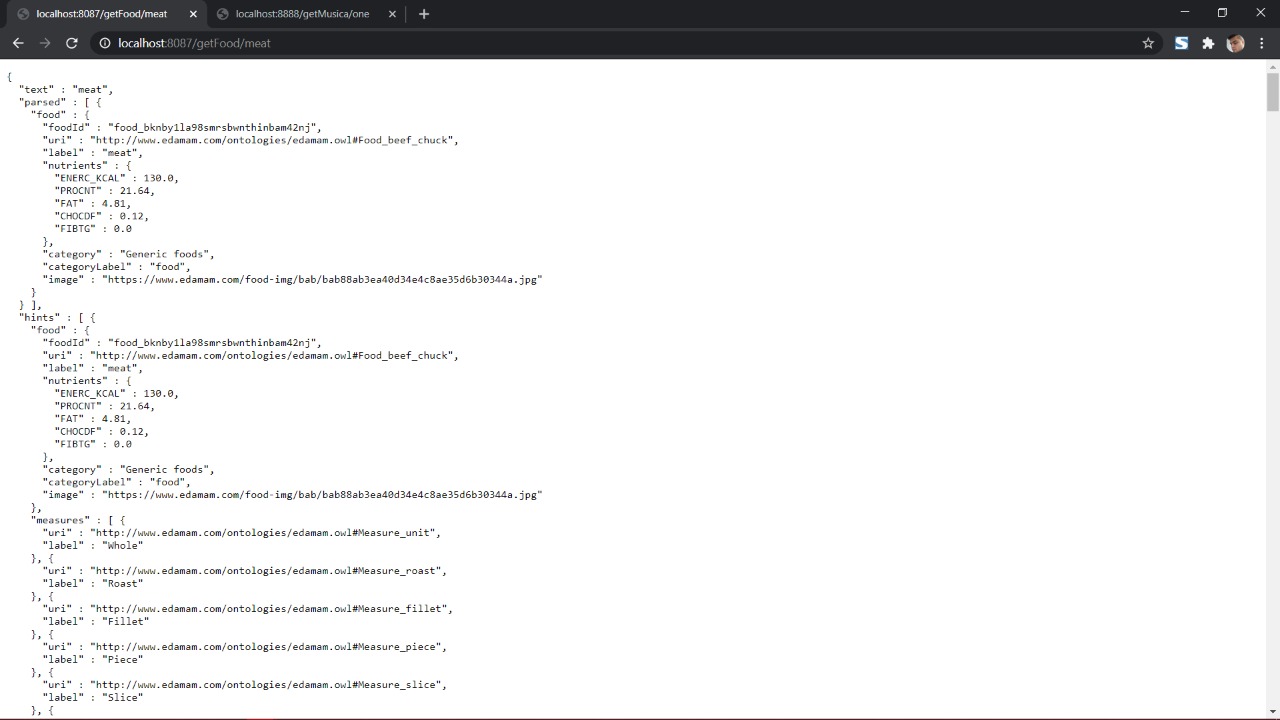 localhost:8087/getFood/meat
localhost:8888/getMusica/one
localhost:8087/getFood/meat
{
  "text" : "meat",
  "parsed" : [ {
    "food" : {
      "foodId" : "food_bknby1la98smrsbwnthinbam42nj",
      "uri" : "http://www.edamam.com/ontologies/edamam.owl#Food_beef_chuck",
      "label" : "meat",
      "nutrients" : {
        "ENERC_KCAL" : 130.0,
        "PROCNT" : 21.64,
        "FAT" : 4.81,
        "CHOCDF" : 0.12,
        "FIBTG" : 0.0
      },
      "category" : "Generic foods",
      "categoryLabel" : "food",
      "image" : "https://www.edamam.com/food-img/bab/bab88ab3ea40d34e4c8ae35d6b30344a.jpg"
    }
  } ],
  "hints" : [ {
    "food" : {
      "foodId" : "food_bknby1la98smrsbwnthinbam42nj",
      "uri" : "http://www.edamam.com/ontologies/edamam.owl#Food_beef_chuck",
      "label" : "meat",
      "nutrients" : {
        "ENERC_KCAL" : 130.0,
        "PROCNT" : 21.64,
        "FAT" : 4.81,
        "CHOCDF" : 0.12,
        "FIBTG" : 0.0
      },
      "category" : "Generic foods",
      "categoryLabel" : "food",
      "image" : "https://www.edamam.com/food-img/bab/bab88ab3ea40d34e4c8ae35d6b30344a.jpg"
    },
    "measures" : [ {
      "uri" : "http://www.edamam.com/ontologies/edamam.owl#Measure_unit",
      "label" : "Whole"
    }, {
      "uri" : "http://www.edamam.com/ontologies/edamam.owl#Measure_roast",
      "label" : "Roast"
    }, {
      "uri" : "http://www.edamam.com/ontologies/edamam.owl#Measure_fillet",
      "label" : "Fillet"
    }, {
      "uri" : "http://www.edamam.com/ontologies/edamam.owl#Measure_piece",
      "label" : "Piece"
    }, {
      "uri" : "http://www.edamam.com/ontologies/edamam.owl#Measure_slice",
      "label" : "Slice"
    }, {